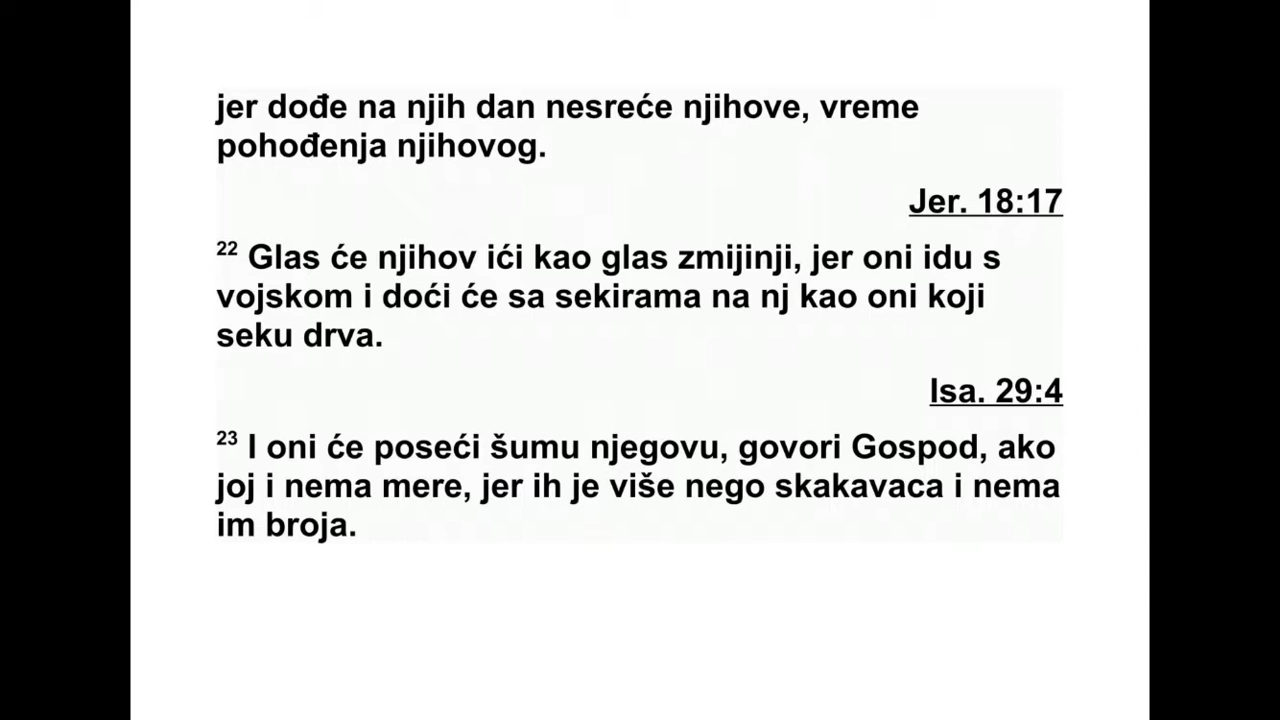 jer dođe na njih dan nesreće njihove, vreme
pohođenja njihovog.
Jer. 18:17
22 Glas će njihov ići kao glas zmijinji, jer oni idu s
vojskom i doći će sa sekirama na nj kao oni koji
seku drva.
Isa. 29:4
23 I oni će poseći šumu njegovu, govori Gospod, ako
joj i nema mere, jer ih je više nego skakavaca i nema
im broja.